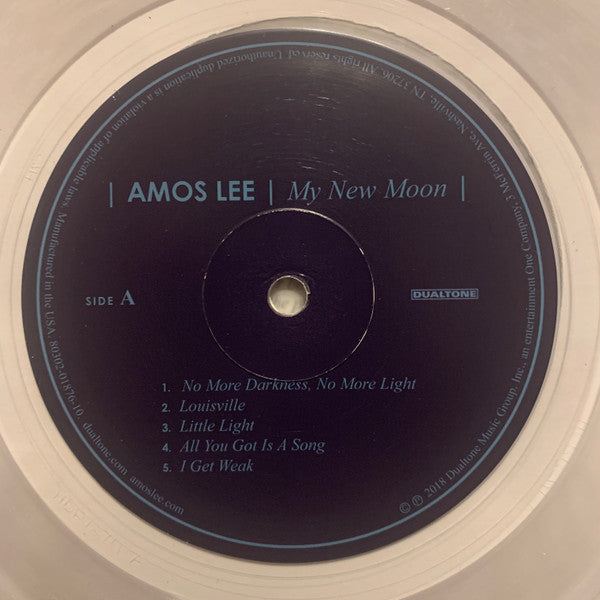 | AMOS LEE | My New Moon |
SIDE A
DUALTONE
1. No More Darkness, No More Light
2. Louisville
3. Little Light
4. All You Got Is A Song
5. I Get Weak
© ℗ 2018 Dualtone Music Group, Inc., an entertainment One Company, 3 McFerrin Ave, Nashville, TN 37206. All rights reserved. Unauthorized duplication is a violation of applicable laws. Manufactured in the USA. 80302-01876-10. dualtone.com amoslee.com